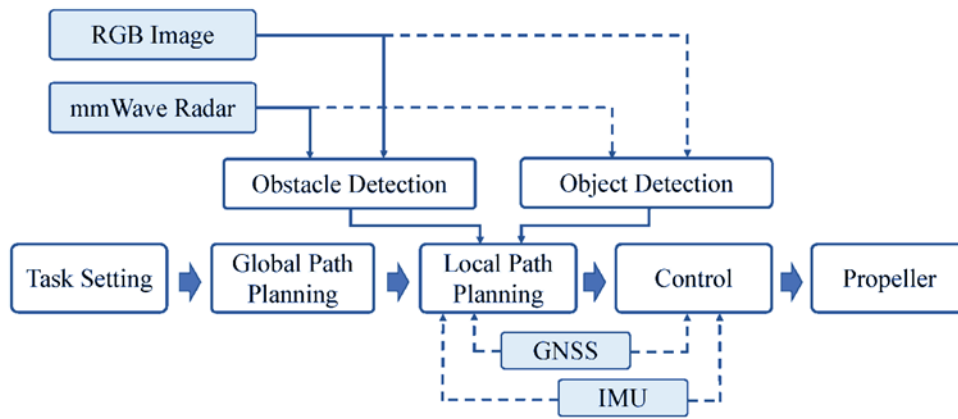 RGB Image
mmWave Radar
Obstacle Detection
Object Detection
Task Setting
Global Path
Planning
Local Path
Planning
Control
Propeller
GNSS
IMU